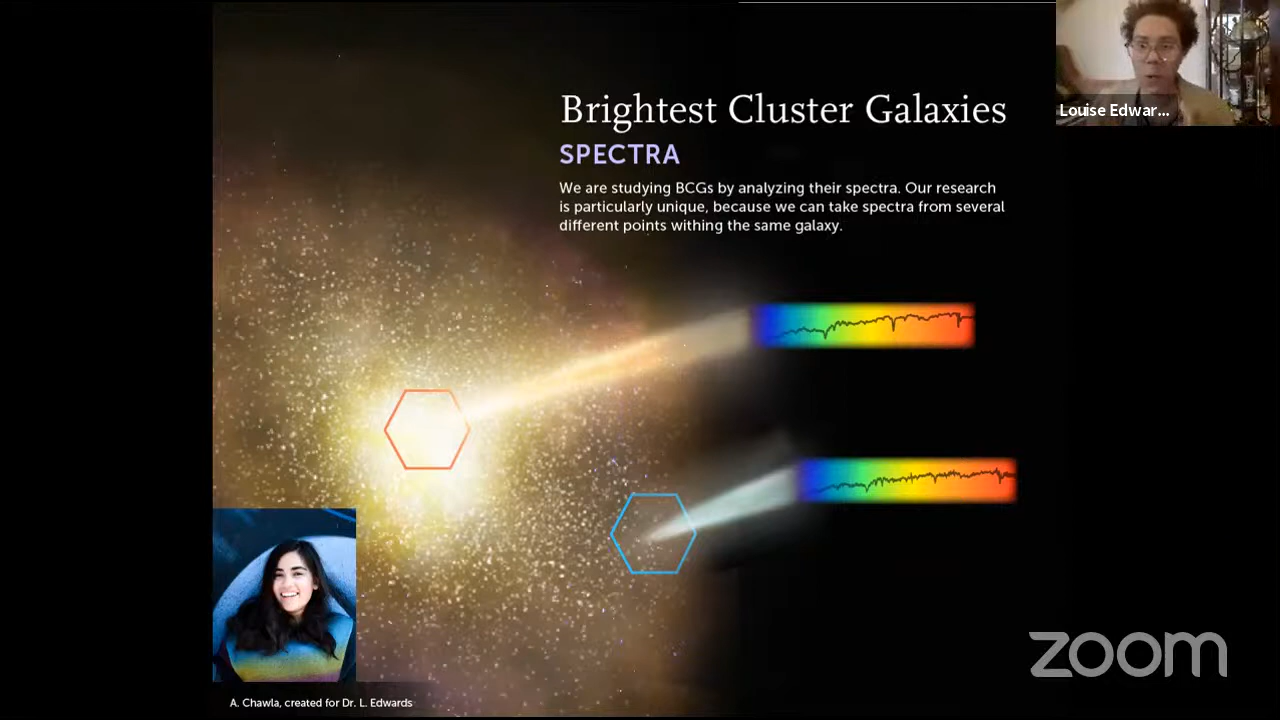 Brightest Cluster Galaxies
SPECTRA
We are studying BCGs by analyzing their spectra. Our research
is particularly unique, because we can take spectra from several
different points withing the same galaxy.
Louise Edwar...
A. Chawla, created for Dr. L. Edwards
zoom